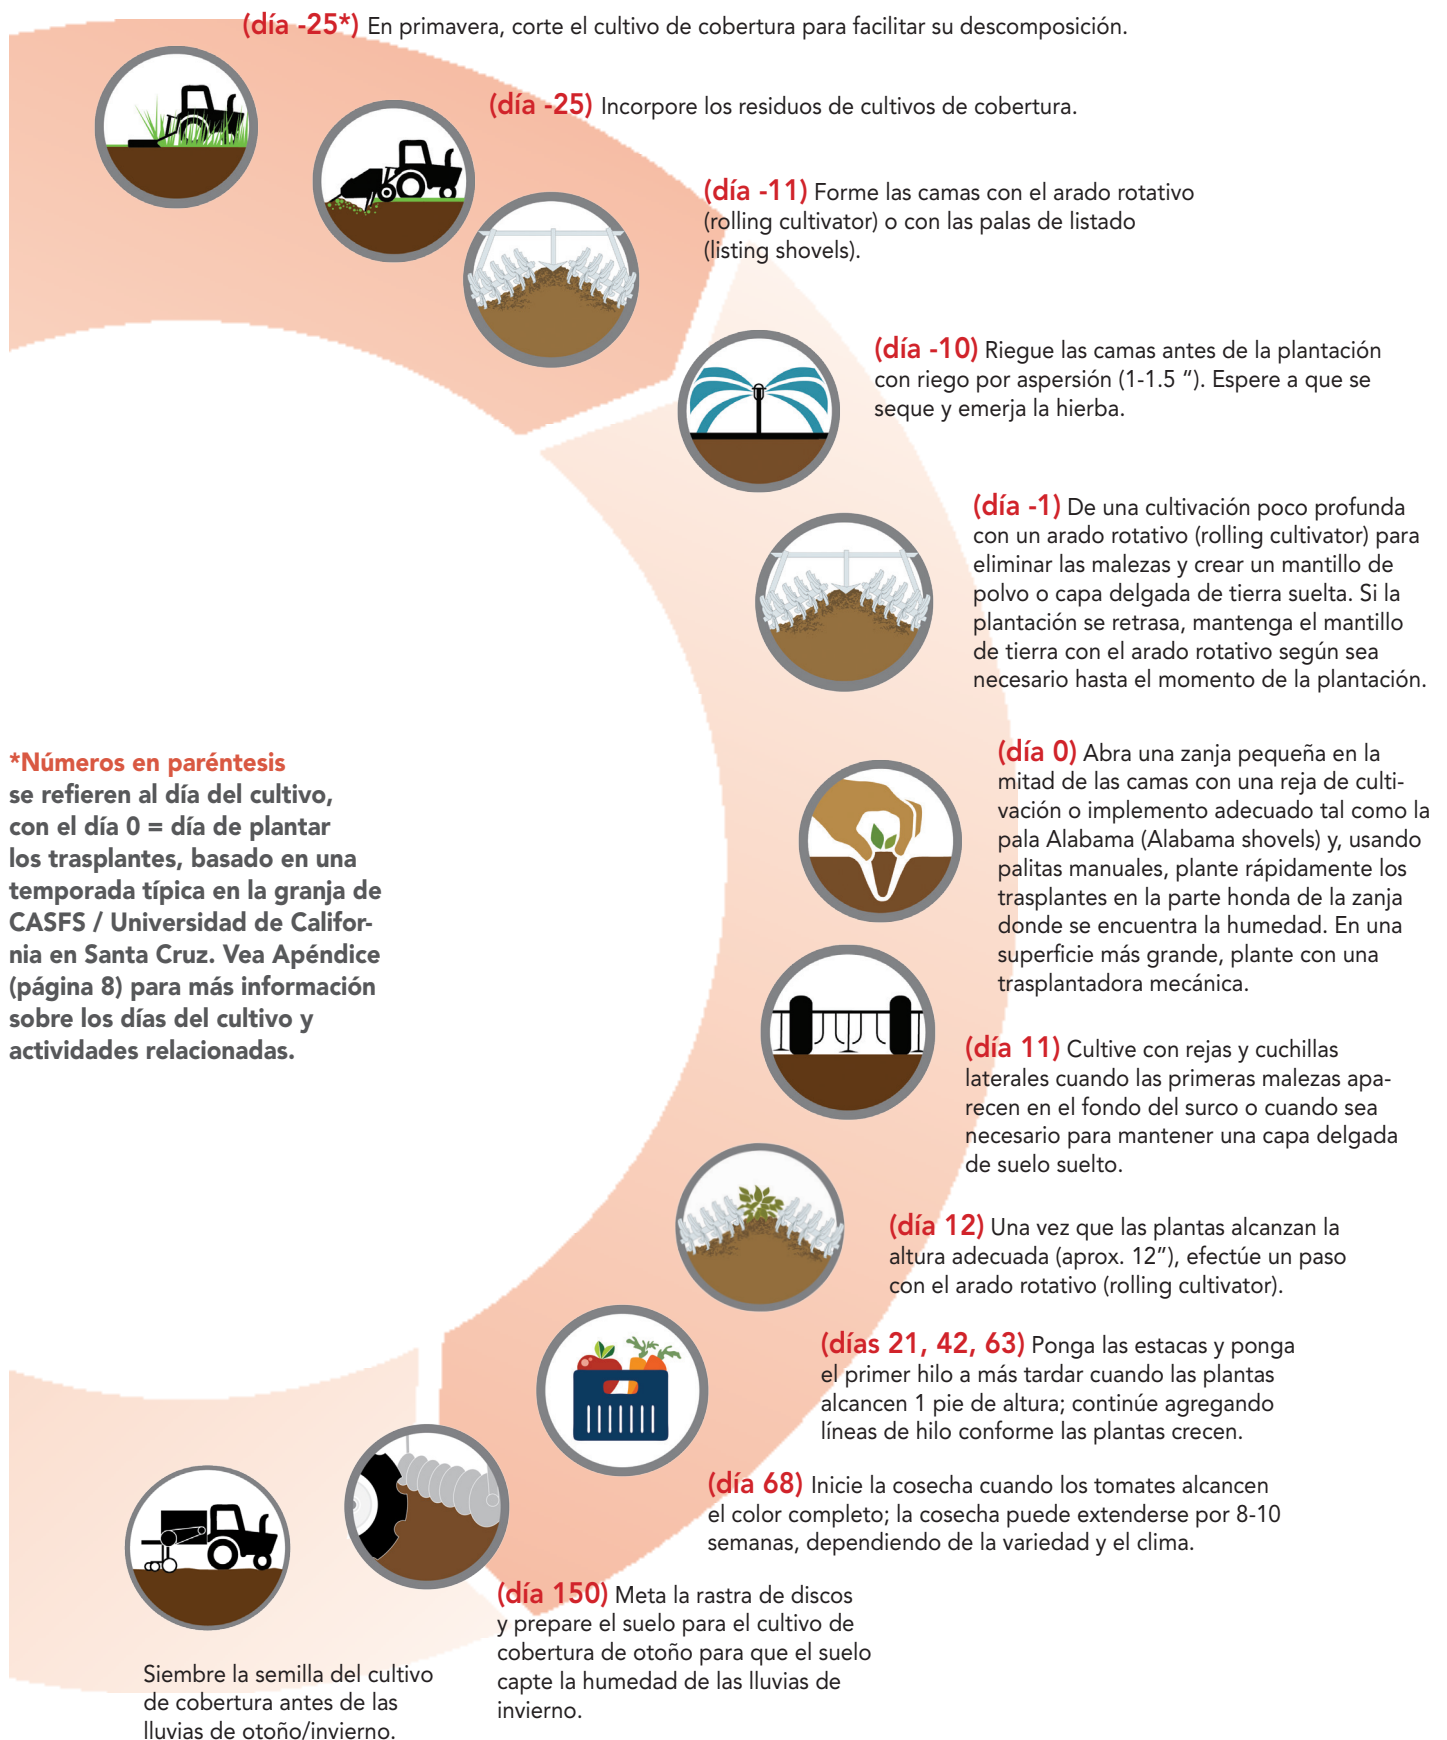 (día -25*) En primavera, corte el cultivo de cobertura para facilitar su descomposición.
(día -25) Incorpore los residuos de cultivos de cobertura.
(día -11) Forme las camas con el arado rotativo
(rolling cultivator) o con las palas de listado
(listing shovels).
(día -10) Riegue las camas antes de la plantación
con riego por aspersión (1-1.5 ”). Espere a que se
seque y emerja la hierba.
(día -1) De una cultivación poco profunda
con un arado rotativo (rolling cultivator) para
eliminar las malezas y crear un mantillo de
polvo o capa delgada de tierra suelta. Si la
plantación se retrasa, mantenga el mantillo
de tierra con el arado rotativo según sea
necesario hasta el momento de la plantación.
*Números en paréntesis
se refieren al día del cultivo,
con el día 0 = día de plantar
los trasplantes, basado en una
temporada típica en la granja de
CASFS / Universidad de Califor-
nia en Santa Cruz. Vea Apéndice
(página 8) para más información
sobre los días del cultivo y
actividades relacionadas.
(día 0) Abra una zanja pequeña en la
mitad de las camas con una reja de culti-
vación o implemento adecuado tal como la
pala Alabama (Alabama shovels) y, usando
palitas manuales, plante rápidamente los
trasplantes en la parte honda de la zanja
donde se encuentra la humedad. En una
superficie más grande, plante con una
trasplantadora mecánica.
(día 11) Cultive con rejas y cuchillas
laterales cuando las primeras malezas apa-
recen en el fondo del surco o cuando sea
necesario para mantener una capa delgada
de suelo suelto.
(día 12) Una vez que las plantas alcanzan la
altura adecuada (aprox. 12”), efectúe un paso
con el arado rotativo (rolling cultivator).
(días 21, 42, 63) Ponga las estacas y ponga
el primer hilo a más tardar cuando las plantas
alcancen 1 pie de altura; continúe agregando
líneas de hilo conforme las plantas crecen.
(día 68) Inicie la cosecha cuando los tomates alcancen
el color completo; la cosecha puede extenderse por 8-10
semanas, dependiendo de la variedad y el clima.
(día 150) Meta la rastra de discos
y prepare el suelo para el cultivo de
cobertura de otoño para que el suelo
capte la humedad de las lluvias de
invierno.
Siembre la semilla del cultivo
de cobertura antes de las
lluvias de otoño/invierno.